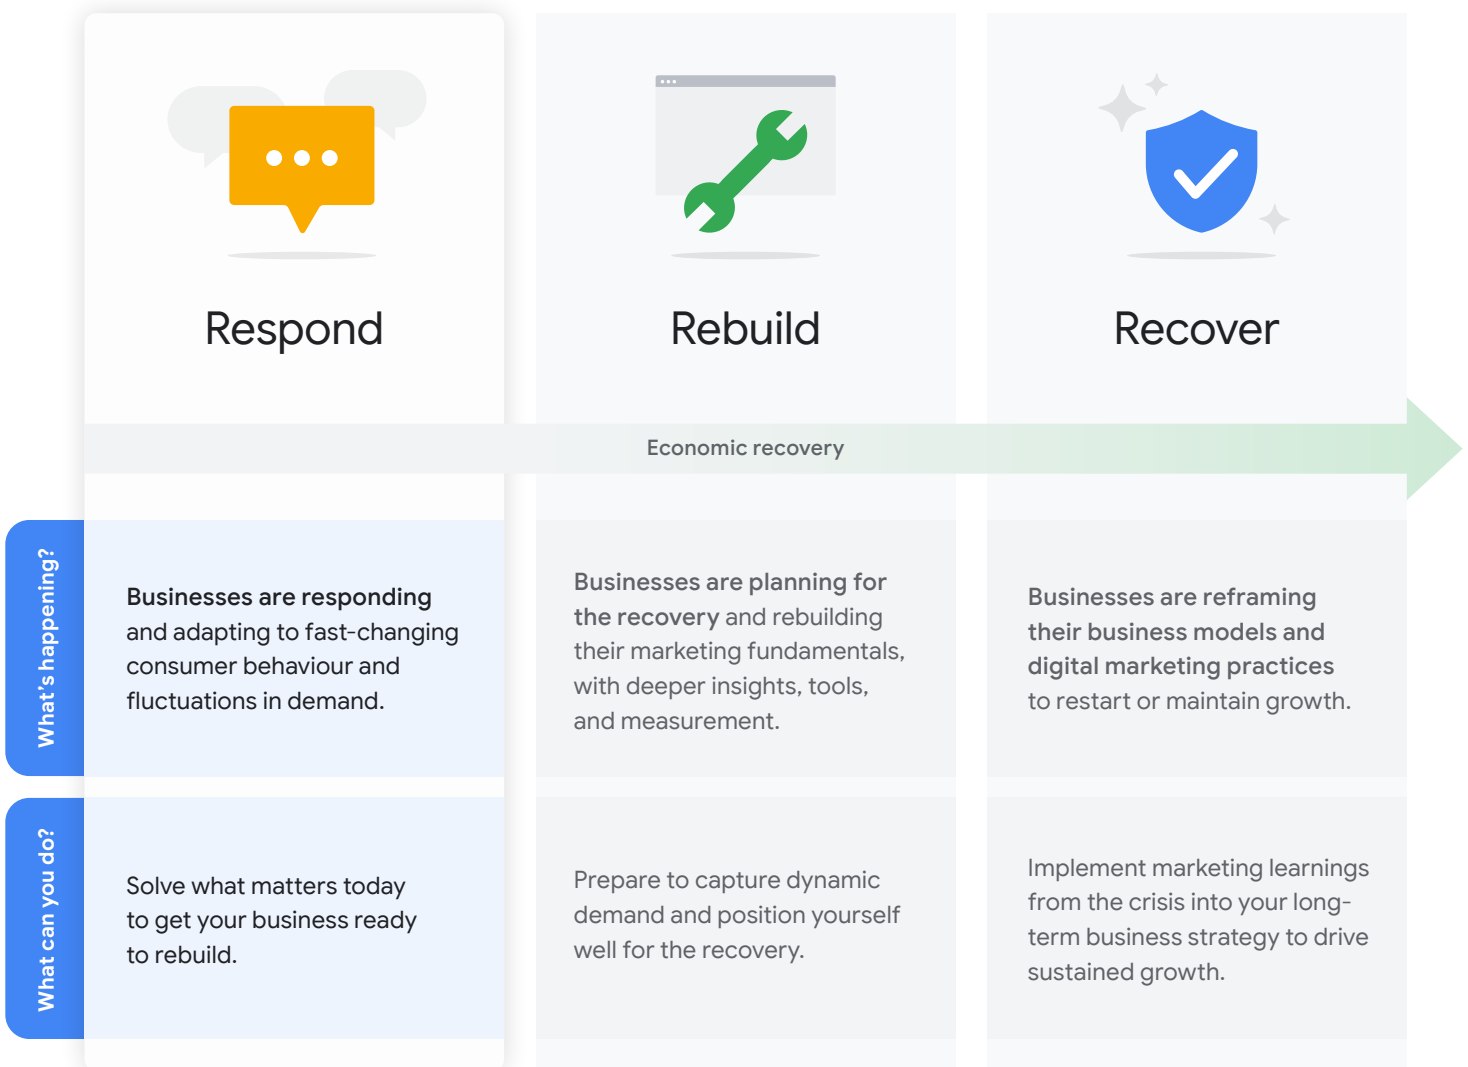 Respond
Rebuild
Recover
Economic recovery
What's happening?
Businesses are responding
and adapting to fast-changing
consumer behaviour and
fluctuations in demand.
Businesses are planning for
the recovery and rebuilding
their marketing fundamentals,
with deeper insights, tools,
and measurement.
Businesses are reframing
their business models and
digital marketing practices
to restart or maintain growth.
What can you do?
Solve what matters today
to get your business ready
to rebuild.
Prepare to capture dynamic
demand and position yourself
well for the recovery.
Implement marketing learnings
from the crisis into your long-
term business strategy to drive
sustained growth.